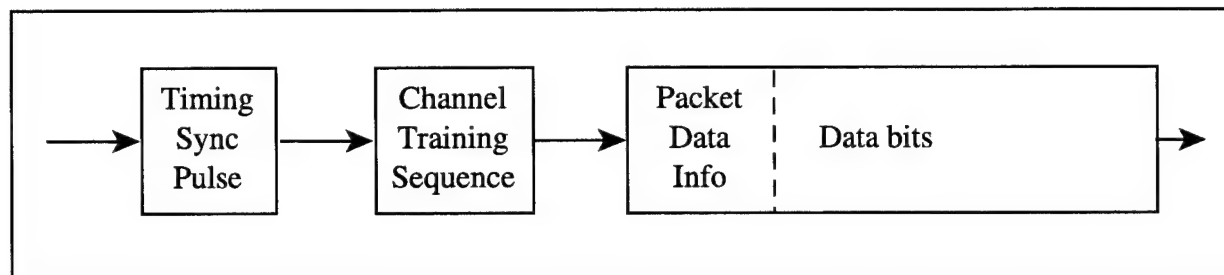 Timing
Sync
Pulse
Channel
Training
Sequence
Packet
Data
Info
Data bits